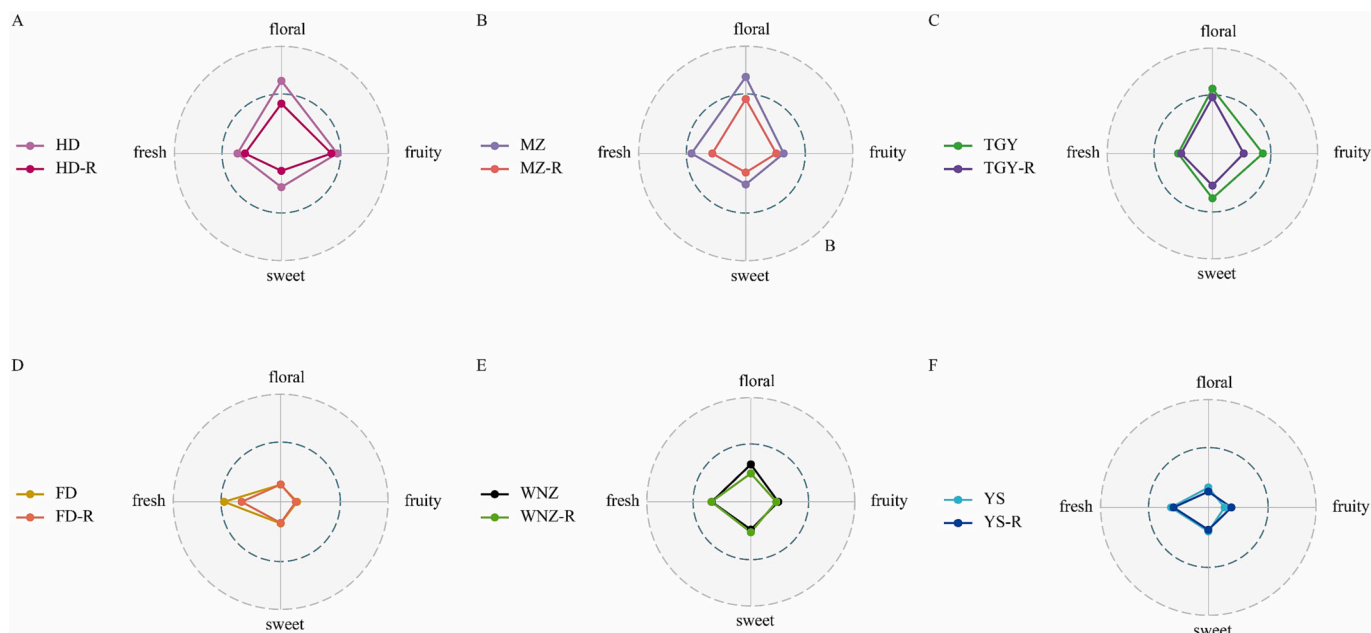 A
floral
HD
HD-R
fresh
fruity
sweet
B
floral
MZ
MZ-R
fresh
fruity
B
sweet
C
floral
TGY
TGY-R
fresh
fruity
sweet
D
floral
FD
FD-R
fresh
fruity
sweet
E
floral
WNZ
WNZ-R
fresh
fruity
sweet
F
floral
YS
YS-R
fresh
fruity
sweet